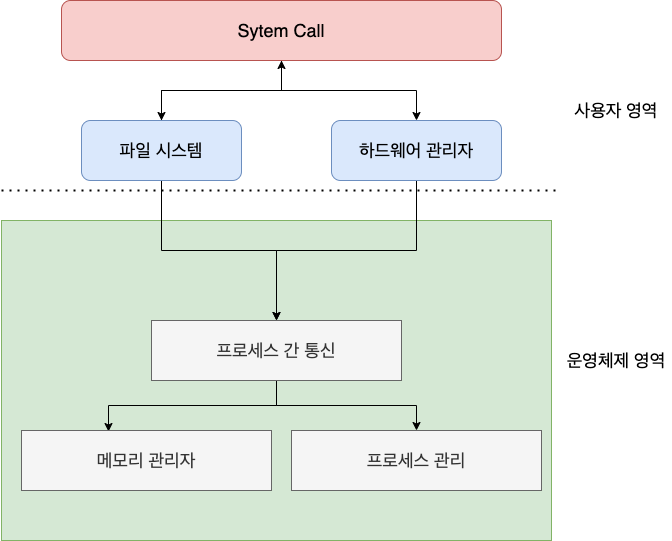 Sytem Call
사용자 영역
파일 시스템
하드웨어 관리자
프로세스 간 통신
운영체제 영역
메모리 관리자
프로세스 관리